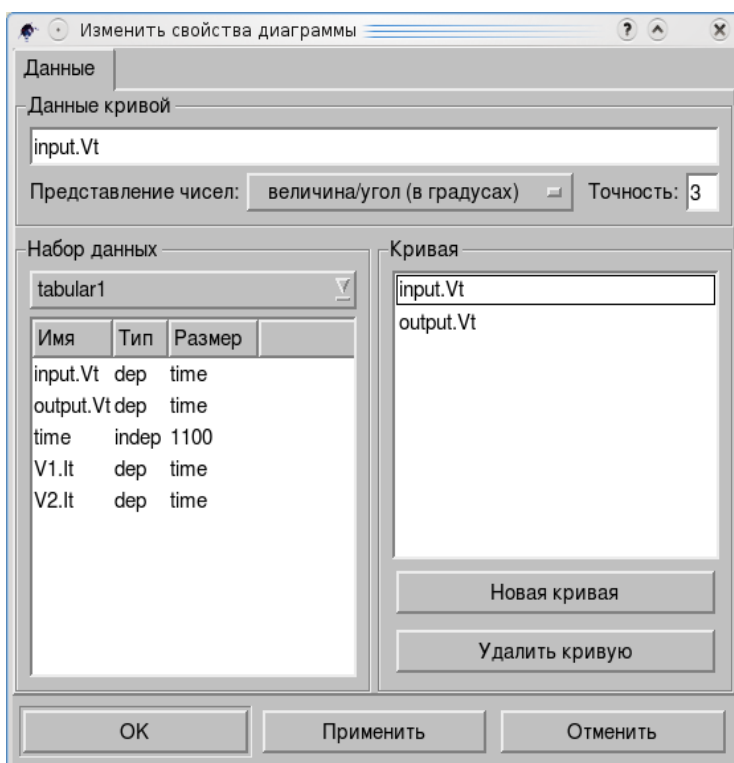 Изменить свойства диаграммы
Данные
Данные кривой
input.Vt
Представление чисел: величина/угол (в градусах) Точность: 3
Набор данных
tabular1
Имя Тип Размер
input.Vt dep time
output.Vt dep time
time indep 1100
V1.It dep time
V2.It dep time
Кривая
input.Vt
output.Vt
Новая кривая
Удалить кривую
OK Применить Отменить